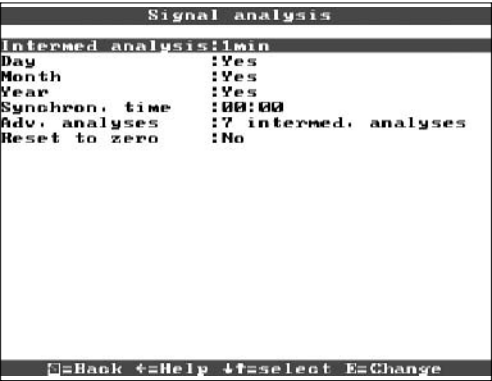 Signal analysis
Intermed analysis:1min
Day :Yes
Month :Yes
Year :Yes
Synchron. time :00:00
Adv. analyses :7 intermed. analyses
Reset to zero :No
=Back ←=Help ↓↑=select E=Change